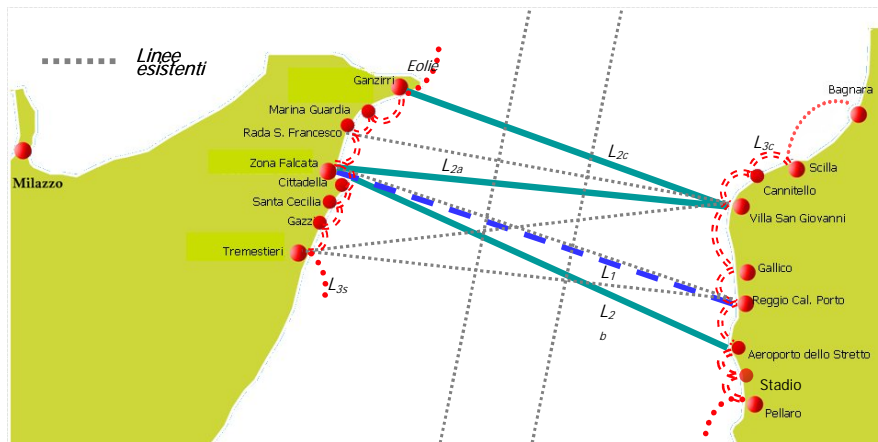 Linee
esistenti
Eolie
Ganzirri
Bagnara
Marina Guardia
Rada S. Francesco
L2c
L3c
Zona Falcata
L2a
Scilla
Milazzo
Cittadella
Cannitello
Santa Cecilia
Villa San Giovanni
Gazz
Tremestieri
Gallico
L1
L3s
Reggio Cal. Porto
L2
b
Aeroporto dello Stretto
Stadio
Pellaro